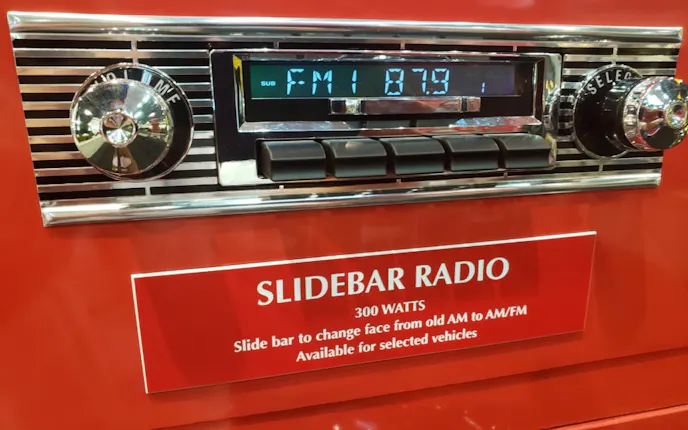 VOLUME
SUB FM1 87.9 1
SELECT
SLIDEBAR RADIO
300 WATTS
Slide bar to change face from old AM to AM/FM
Available for selected vehicles